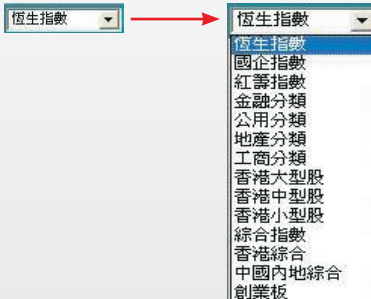 恆生指數
恆生指數
恆生指數
國企指數
紅籌指數
金融分類
公用分類
地產分類
工商分類
香港大型股
香港中型股
香港小型股
綜合指數
香港綜合
中國內地綜合
創業板